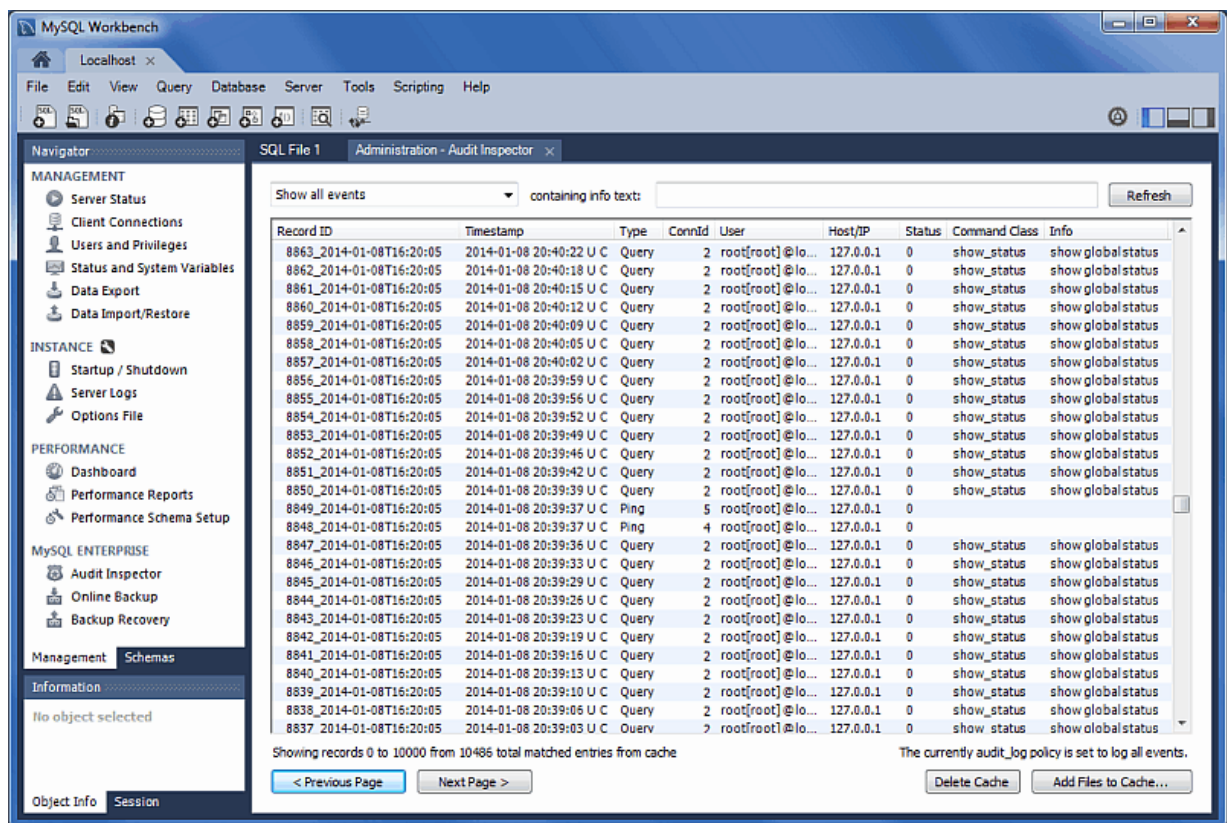 MySQL Workbench
Localhost ×
File Edit View Query Database Server Tools Scripting Help
Navigator
MANAGEMENT
Server Status
Client Connections
Users and Privileges
Status and System Variables
Data Export
Data Import/Restore
INSTANCE
Startup / Shutdown
Server Logs
Options File
PERFORMANCE
Dashboard
Performance Reports
Performance Schema Setup
MySQL ENTERPRISE
Audit Inspector
Online Backup
Backup Recovery
Management Schemas
Information
No object selected
Object Info Session
SQL File 1 Administration - Audit Inspector ×
Show all events containing info text: Refresh
Record ID Timestamp Type ConnId User Host/IP Status Command Class Info
8863_2014-01-08T16:20:05 2014-01-08 20:40:22 U C Query 2 root[root] @lo... 127.0.0.1 0 show_status show global status
8862_2014-01-08T16:20:05 2014-01-08 20:40:18 U C Query 2 root[root] @lo... 127.0.0.1 0 show_status show global status
8861_2014-01-08T16:20:05 2014-01-08 20:40:15 U C Query 2 root[root] @lo... 127.0.0.1 0 show_status show global status
8860_2014-01-08T16:20:05 2014-01-08 20:40:12 U C Query 2 root[root] @lo... 127.0.0.1 0 show_status show global status
8859_2014-01-08T16:20:05 2014-01-08 20:40:09 U C Query 2 root[root] @lo... 127.0.0.1 0 show_status show global status
8858_2014-01-08T16:20:05 2014-01-08 20:40:05 U C Query 2 root[root] @lo... 127.0.0.1 0 show_status show global status
8857_2014-01-08T16:20:05 2014-01-08 20:40:02 U C Query 2 root[root] @lo... 127.0.0.1 0 show_status show global status
8856_2014-01-08T16:20:05 2014-01-08 20:39:59 U C Query 2 root[root] @lo... 127.0.0.1 0 show_status show global status
8855_2014-01-08T16:20:05 2014-01-08 20:39:56 U C Query 2 root[root] @lo... 127.0.0.1 0 show_status show global status
8854_2014-01-08T16:20:05 2014-01-08 20:39:52 U C Query 2 root[root] @lo... 127.0.0.1 0 show_status show global status
8853_2014-01-08T16:20:05 2014-01-08 20:39:49 U C Query 2 root[root] @lo... 127.0.0.1 0 show_status show global status
8852_2014-01-08T16:20:05 2014-01-08 20:39:46 U C Query 2 root[root] @lo... 127.0.0.1 0 show_status show global status
8851_2014-01-08T16:20:05 2014-01-08 20:39:42 U C Query 2 root[root] @lo... 127.0.0.1 0 show_status show global status
8850_2014-01-08T16:20:05 2014-01-08 20:39:39 U C Query 2 root[root] @lo... 127.0.0.1 0 show_status show global status
8849_2014-01-08T16:20:05 2014-01-08 20:39:37 U C Ping 5 root[root] @lo... 127.0.0.1 0
8848_2014-01-08T16:20:05 2014-01-08 20:39:37 U C Ping 4 root[root] @lo... 127.0.0.1 0
8847_2014-01-08T16:20:05 2014-01-08 20:39:36 U C Query 2 root[root] @lo... 127.0.0.1 0 show_status show global status
8846_2014-01-08T16:20:05 2014-01-08 20:39:33 U C Query 2 root[root] @lo... 127.0.0.1 0 show_status show global status
8845_2014-01-08T16:20:05 2014-01-08 20:39:29 U C Query 2 root[root] @lo... 127.0.0.1 0 show_status show global status
8844_2014-01-08T16:20:05 2014-01-08 20:39:26 U C Query 2 root[root] @lo... 127.0.0.1 0 show_status show global status
8843_2014-01-08T16:20:05 2014-01-08 20:39:23 U C Query 2 root[root] @lo... 127.0.0.1 0 show_status show global status
8842_2014-01-08T16:20:05 2014-01-08 20:39:19 U C Query 2 root[root] @lo... 127.0.0.1 0 show_status show global status
8841_2014-01-08T16:20:05 2014-01-08 20:39:16 U C Query 2 root[root] @lo... 127.0.0.1 0 show_status show global status
8840_2014-01-08T16:20:05 2014-01-08 20:39:13 U C Query 2 root[root] @lo... 127.0.0.1 0 show_status show global status
8839_2014-01-08T16:20:05 2014-01-08 20:39:10 U C Query 2 root[root] @lo... 127.0.0.1 0 show_status show global status
8838_2014-01-08T16:20:05 2014-01-08 20:39:06 U C Query 2 root[root] @lo... 127.0.0.1 0 show_status show global status
8837_2014-01-08T16:20:05 2014-01-08 20:39:03 U C Query 2 root[root] @lo... 127.0.0.1 0 show_status show global status
Showing records 0 to 10000 from 10486 total matched entries from cache The currently audit_log policy is set to log all events.
< Previous Page Next Page > Delete Cache Add Files to Cache...